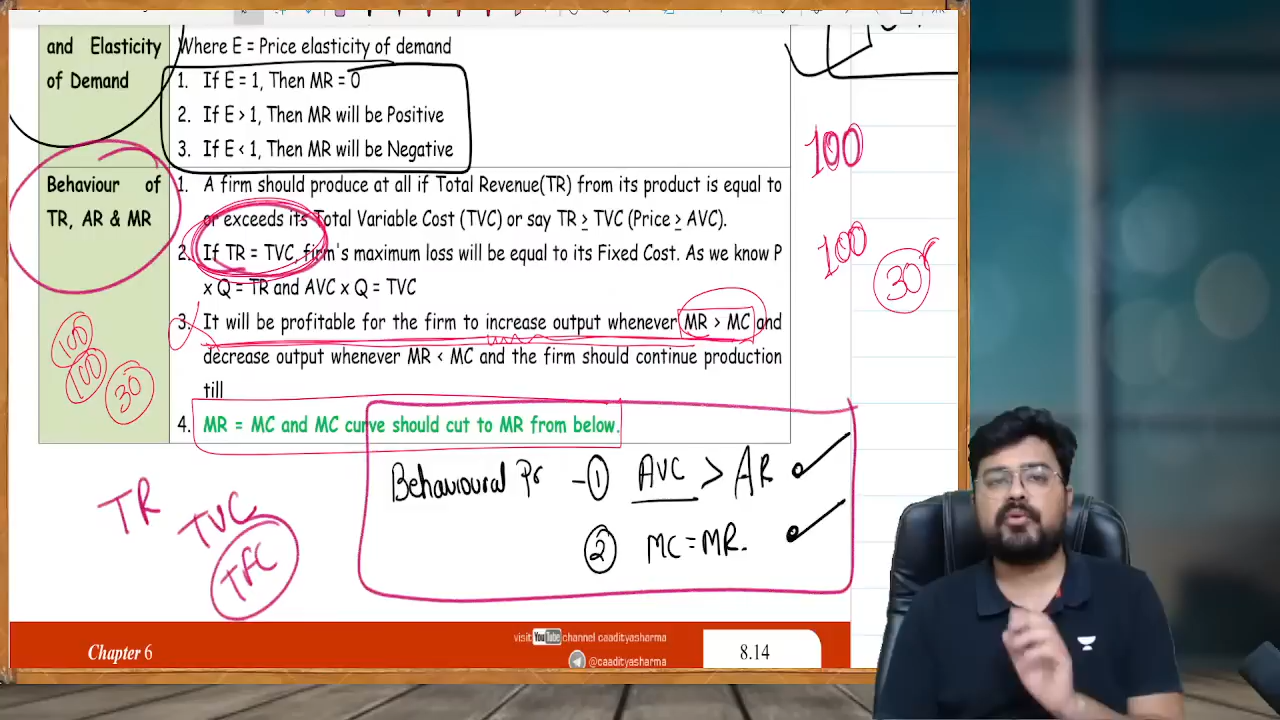 and Elasticity
of Demand
Where E = Price elasticity of demand
1. If E = 1, Then MR = 0
2. If E > 1, Then MR will be Positive
3. If E < 1, Then MR will be Negative
Behaviour of
TR, AR & MR
1. A firm should produce at all if Total Revenue(TR) from its product is equal to
or exceeds its Total Variable Cost (TVC) or say TR ≥ TVC (Price ≥ AVC).
2. If TR = TVC, firm's maximum loss will be equal to its Fixed Cost. As we know P
x Q = TR and AVC x Q = TVC
3. It will be profitable for the firm to increase output whenever MR > MC and
decrease output whenever MR < MC and the firm should continue production
till
4. MR = MC and MC curve should cut to MR from below.
100
100
30
100
100
30
Behavioural Pr - ① AVC > AR
② MC = MR.
TR
TVC
TFC
Chapter 6
visit YouTube channel caadityasharma
@caadityasharma
8.14